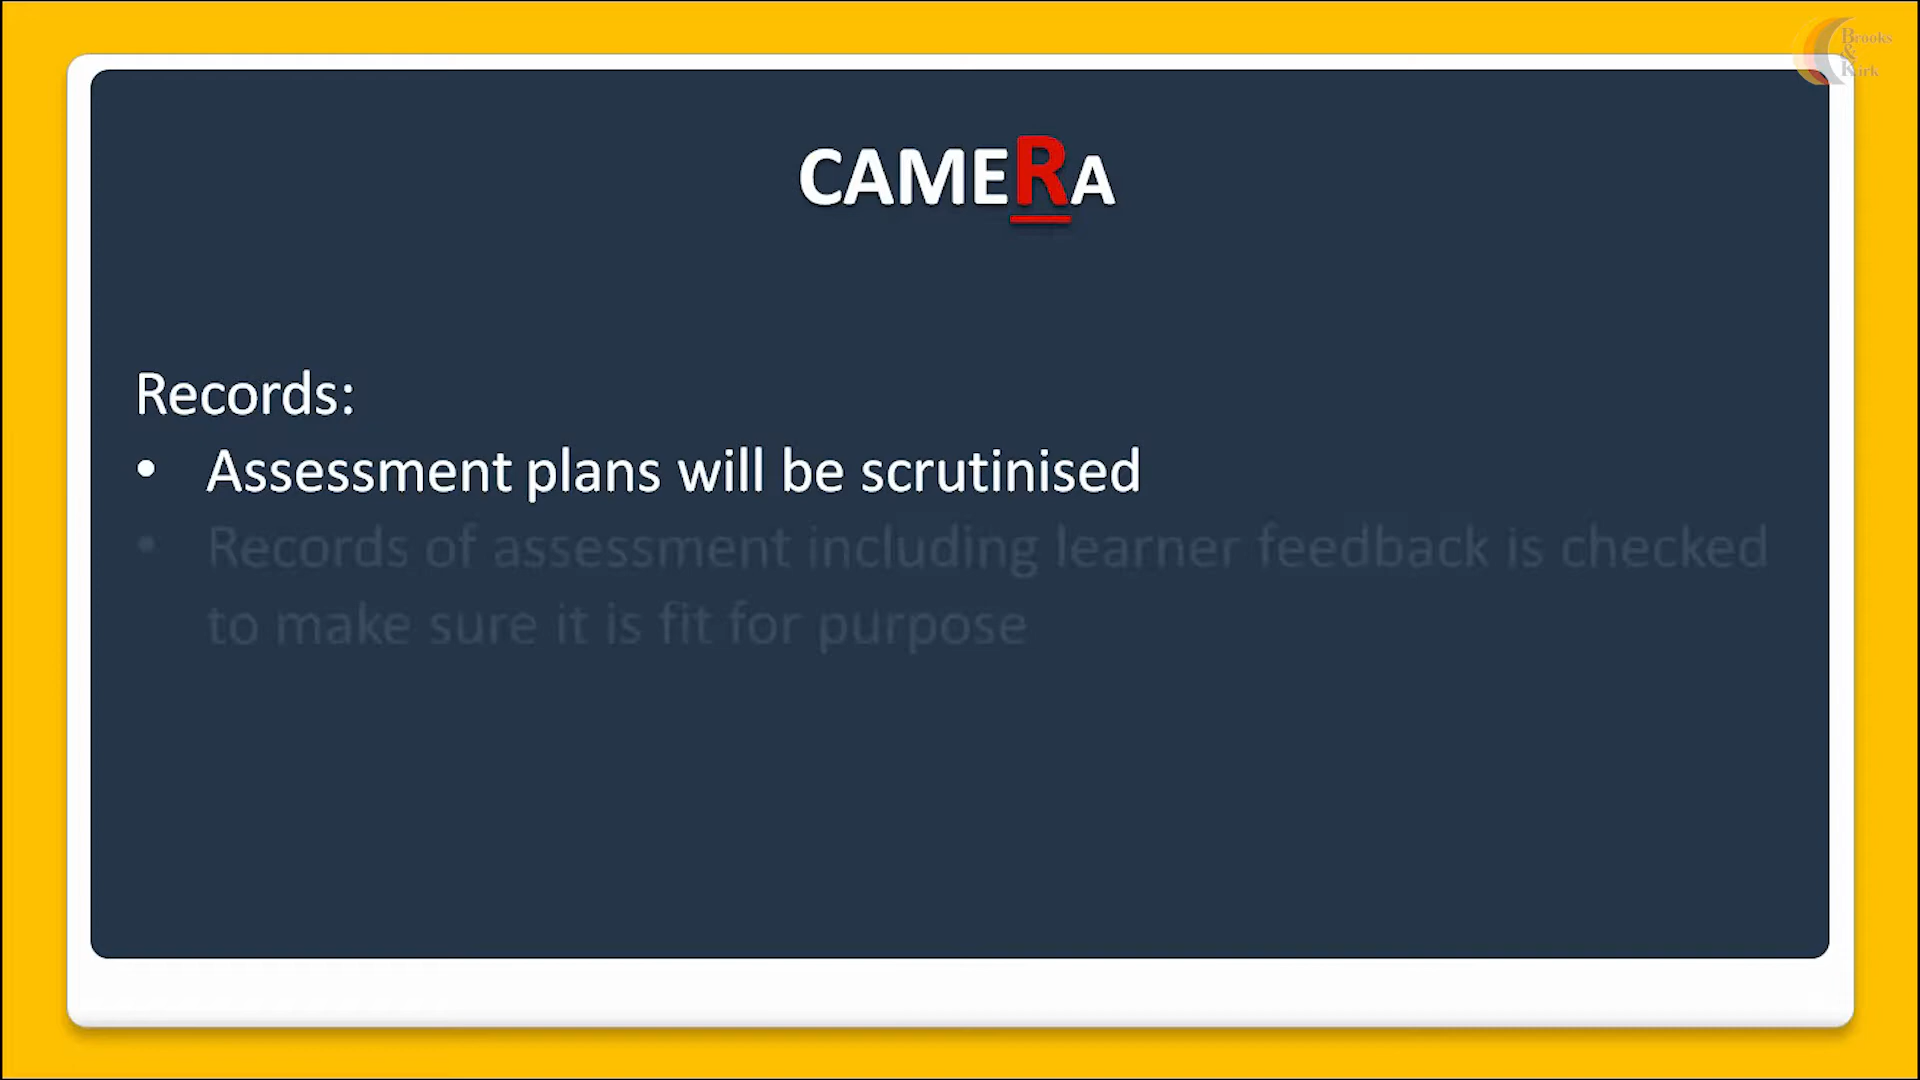 Brooks
&
Kirk
CAMERA
Records:
• Assessment plans will be scrutinised
• Records of assessment including learner feedback is checked
to make sure it is fit for purpose